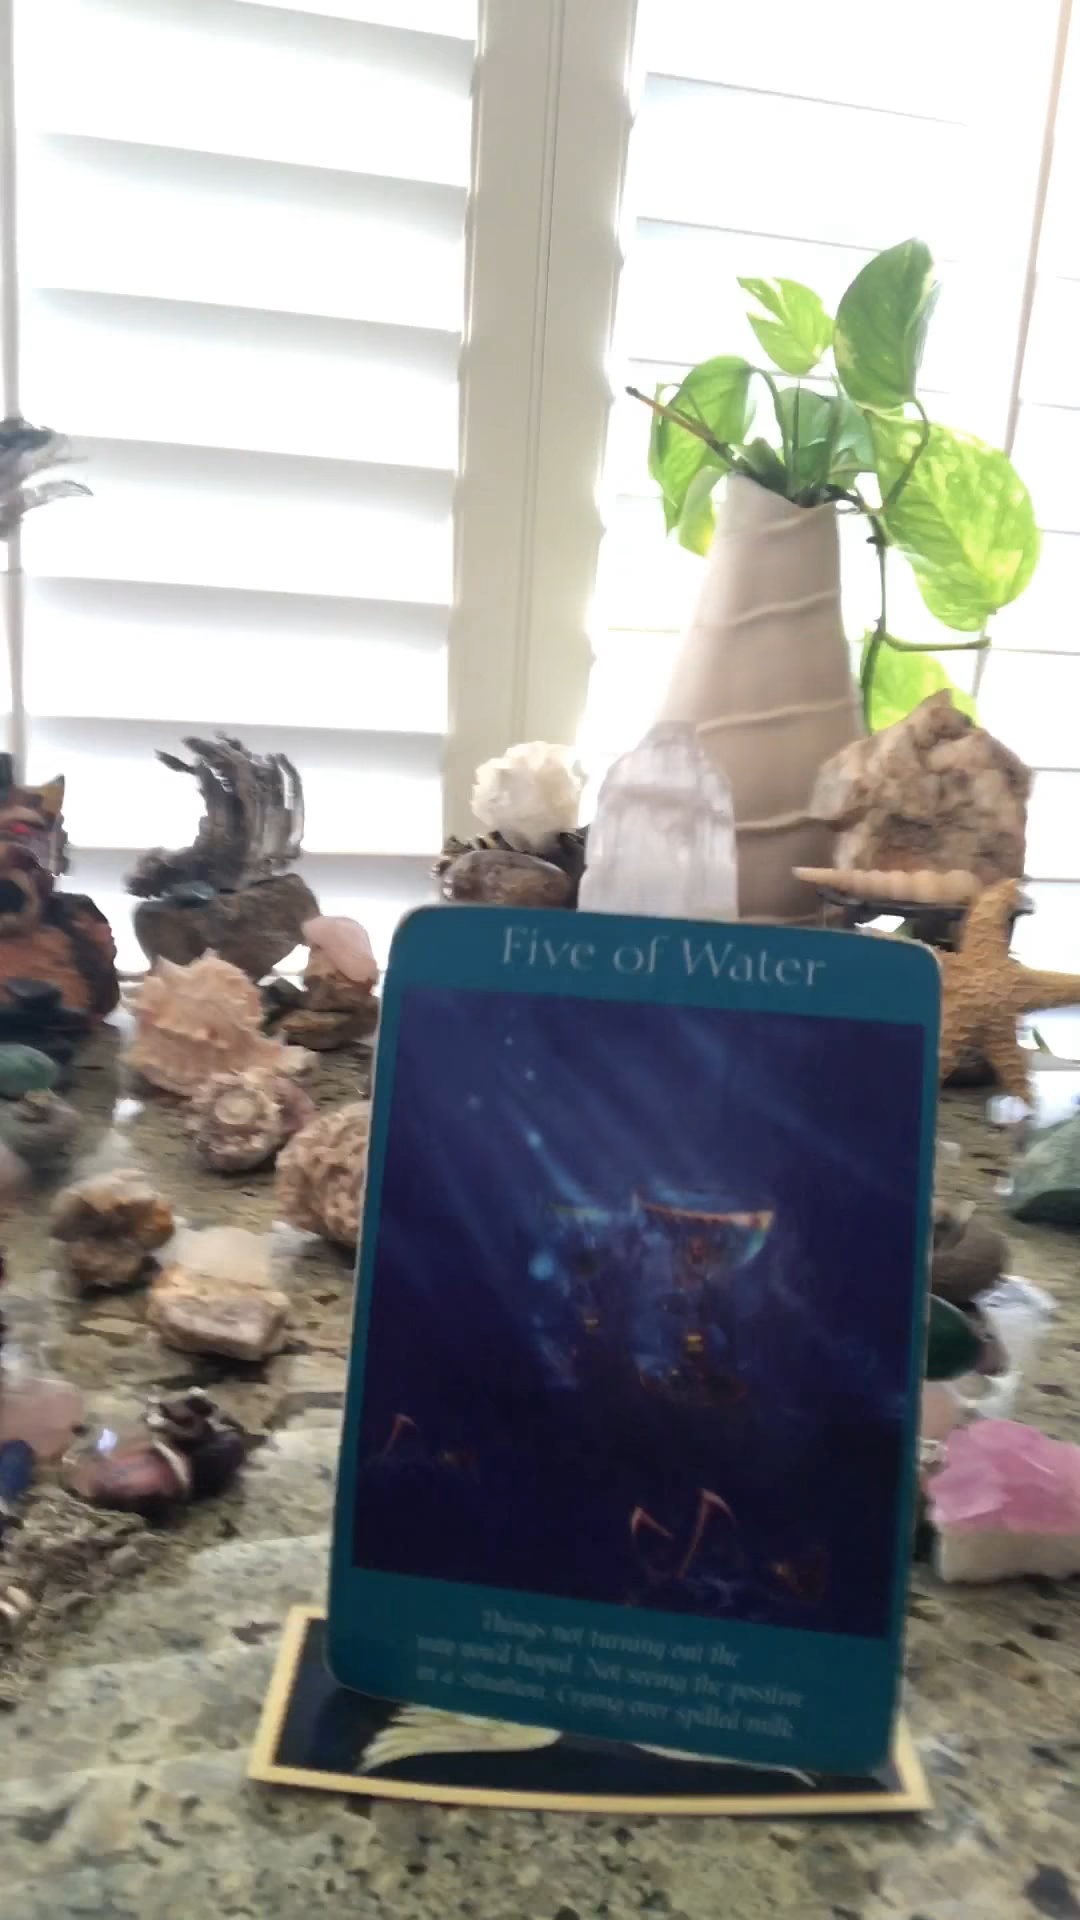 Five of Water
Things not turning out the
way you'd hoped. Not seeing the positive
in a situation. Crying over spilled milk.